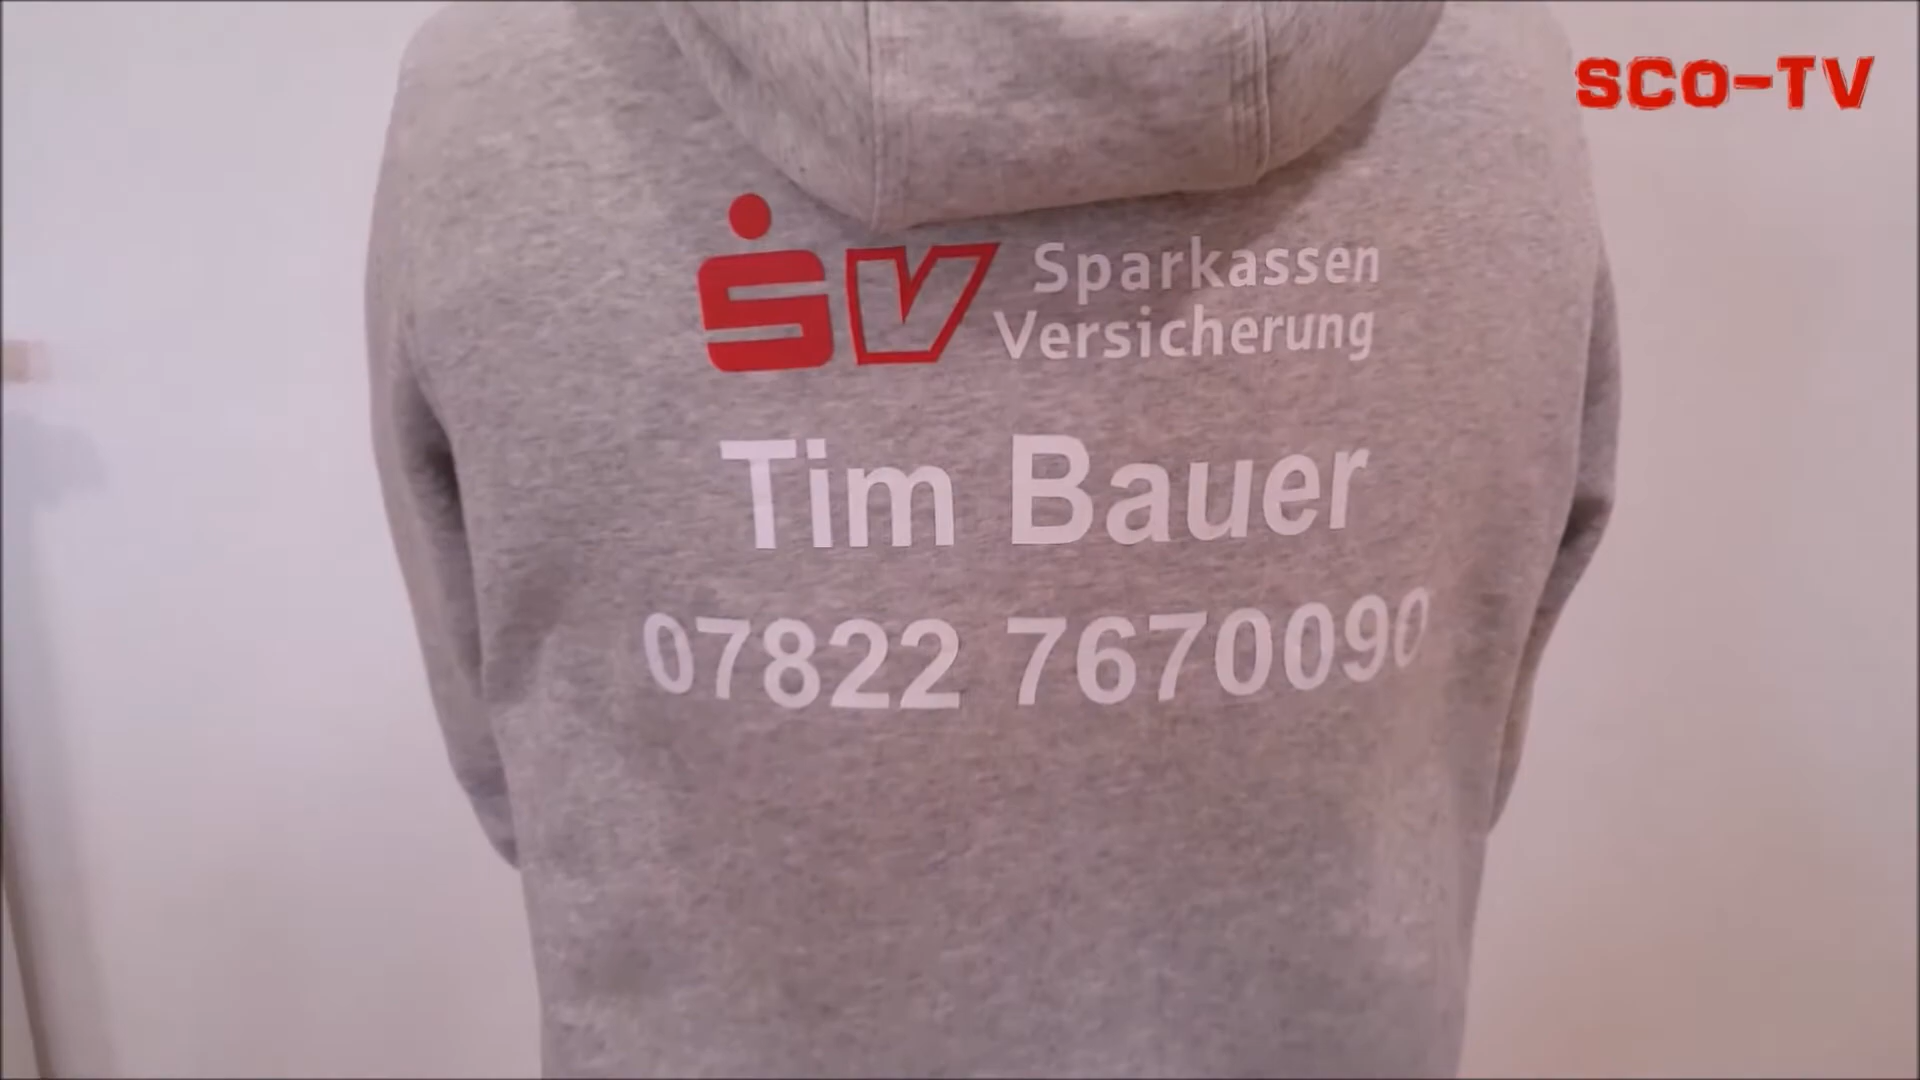 SCO-TV
SV Sparkassen
Versicherung
Tim Bauer
07822 7670090